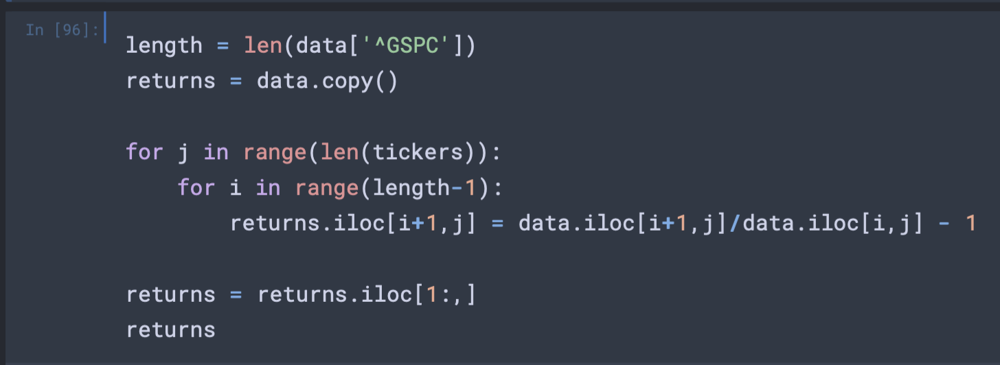 In [96]:
length = len(data['^GSPC'])
returns = data.copy()
for j in range(len(tickers)):
    for i in range(length-1):
        returns.iloc[i+1,j] = data.iloc[i+1,j]/data.iloc[i,j] - 1
returns = returns.iloc[1:,]
returns